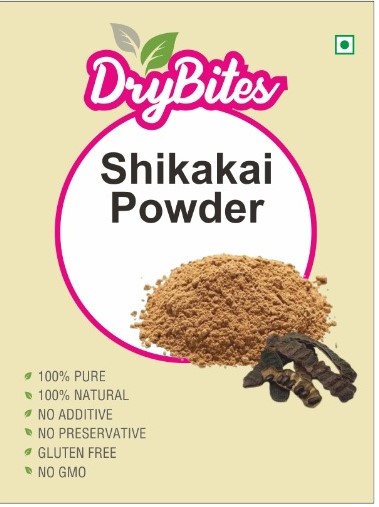 DryBites
Shikakai
Powder
100% PURE
100% NATURAL
NO ADDITIVE
NO PRESERVATIVE
GLUTEN FREE
NO GMO